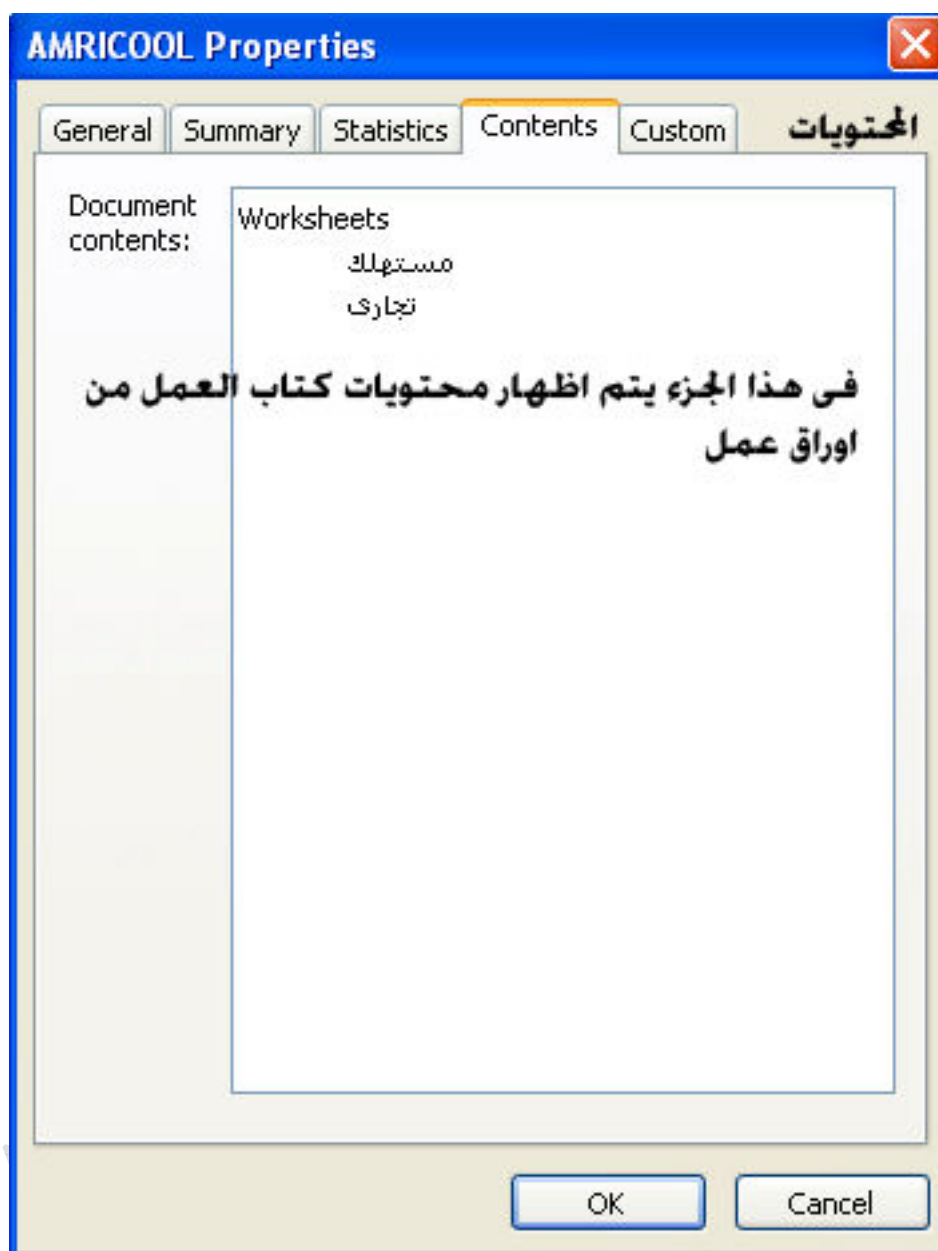 AMRICOOL Properties
General Summary Statistics Contents Custom المحتويات
Document
contents:
Worksheets
مستهلك
تجارى
فى هذا الجزء يتم اظهار محتويات كتاب العمل من
اوراق عمل
OK Cancel